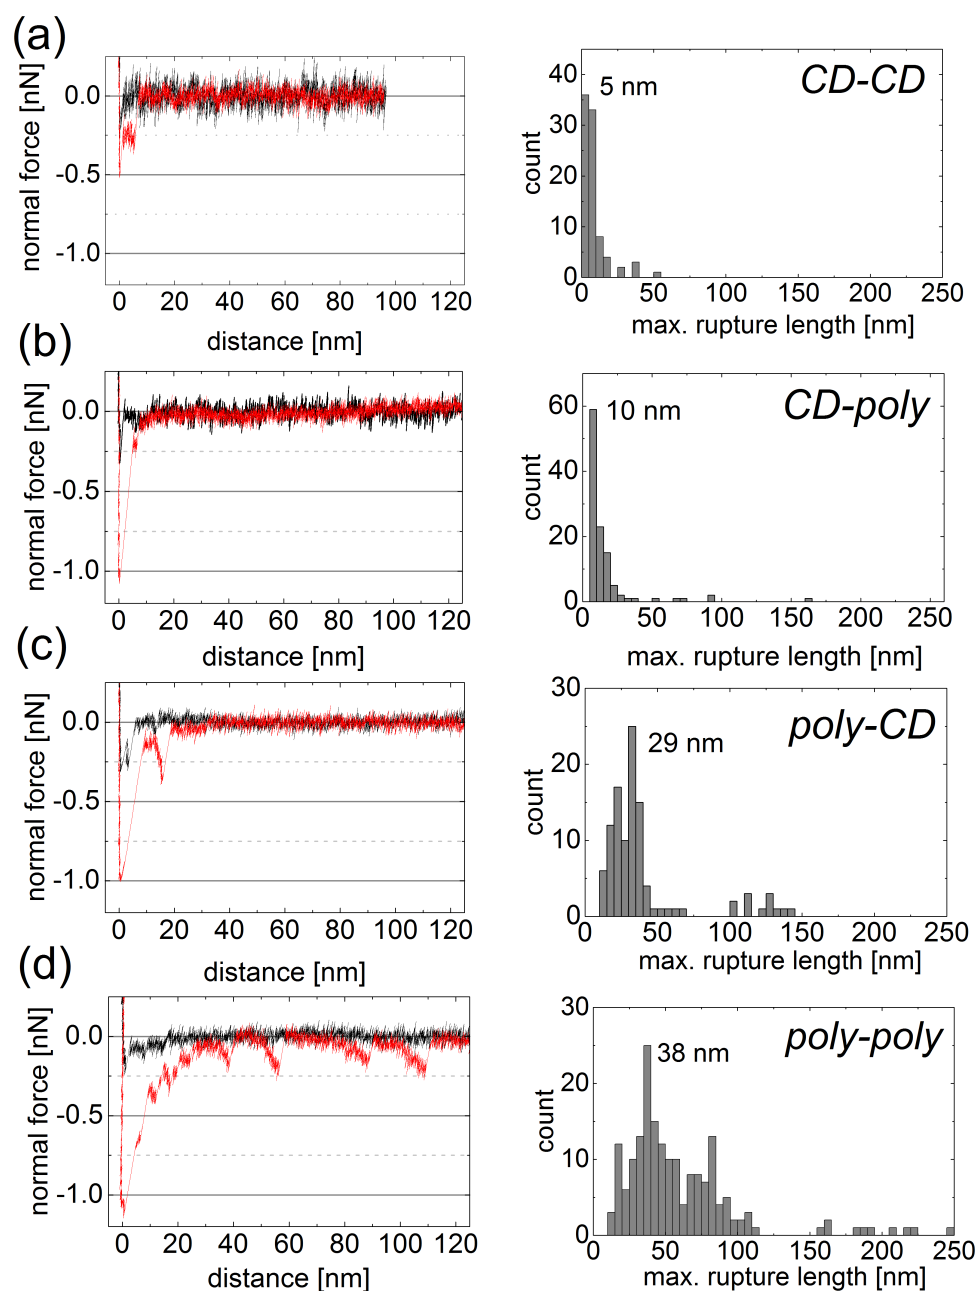 (a)
normal force [nN]
0.0
-0.5
-1.0
0 20 40 60 80 100 120
distance [nm]
CD-CD
5 nm
count
40
30
20
10
0
0 50 100 150 200 250
max. rupture length [nm]
(b)
normal force [nN]
0.0
-0.5
-1.0
0 20 40 60 80 100 120
distance [nm]
CD-poly
10 nm
count
60
40
20
0
0 50 100 150 200 250
max. rupture length [nm]
(c)
normal force [nN]
0.0
-0.5
-1.0
0 20 40 60 80 100 120
distance [nm]
poly-CD
29 nm
count
30
20
10
0
0 50 100 150 200 250
max. rupture length [nm]
(d)
normal force [nN]
0.0
-0.5
-1.0
0 20 40 60 80 100 120
distance [nm]
poly-poly
38 nm
count
30
20
10
0
0 50 100 150 200 250
max. rupture length [nm]